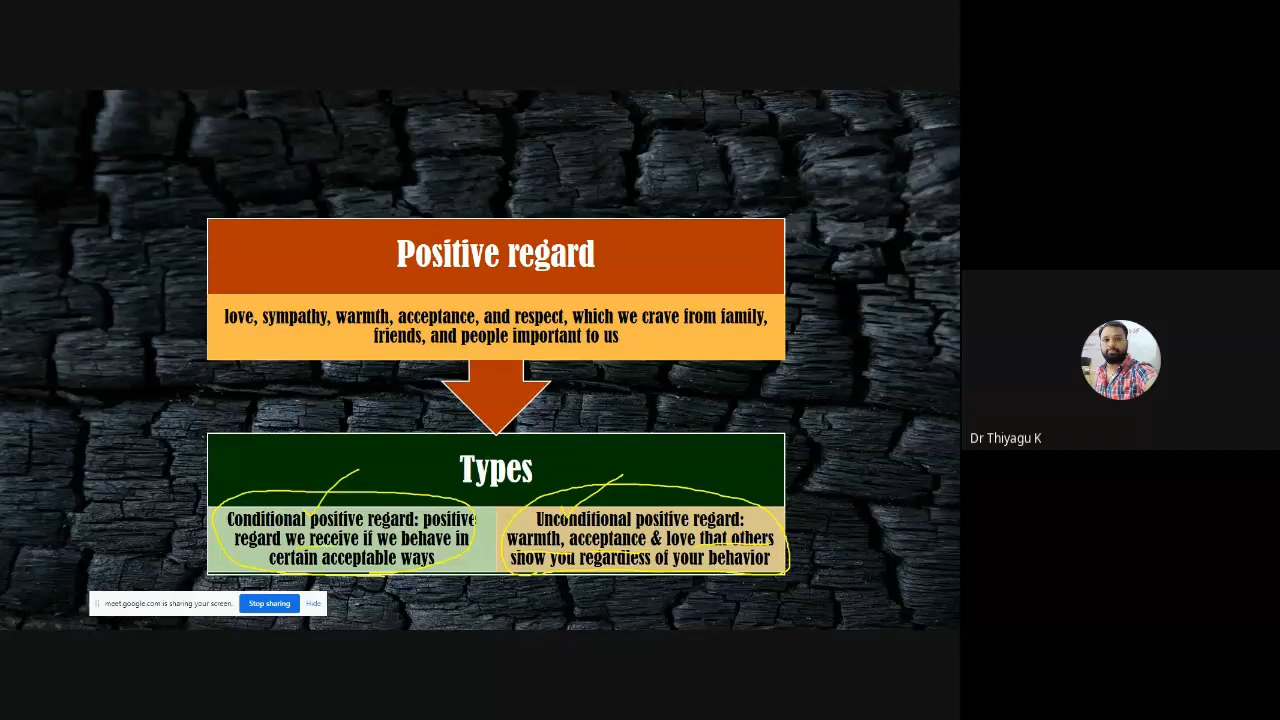 Positive regard
love, sympathy, warmth, acceptance, and respect, which we crave from family,
friends, and people important to us
Types
Conditional positive regard: positive
regard we receive if we behave in
certain acceptable ways
Unconditional positive regard:
warmth, acceptance & love that others
show you regardless of your behavior
meet.google.com is sharing your screen.
Stop sharing
Hide
Dr Thiyagu K